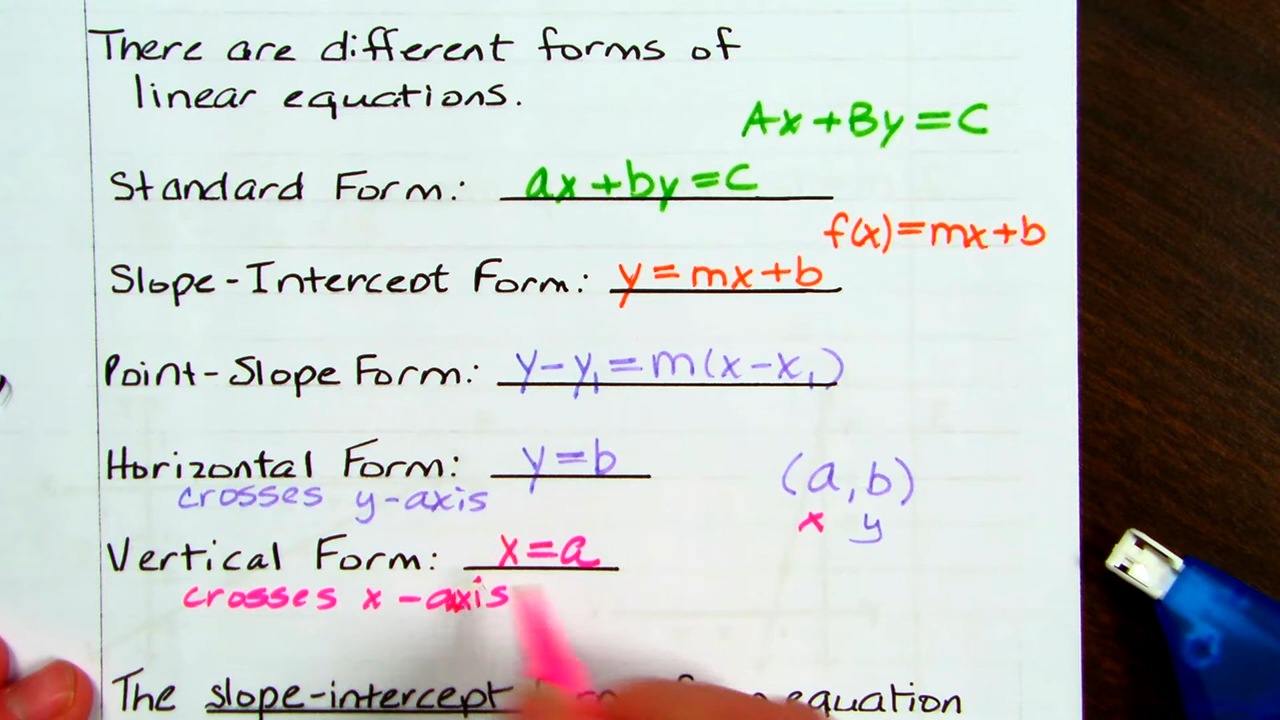 There are different forms of
linear equations.
Ax + By = C
Standard Form: ax + by = c
f(x) = mx + b
Slope-Intercept Form: y = mx + b
Point-Slope Form: y - y₁ = m(x - x₁)
Horizontal Form: y = b
(a, b)
crosses y-axis
x y
Vertical Form: x = a
crosses x-axis
The slope-intercept equation